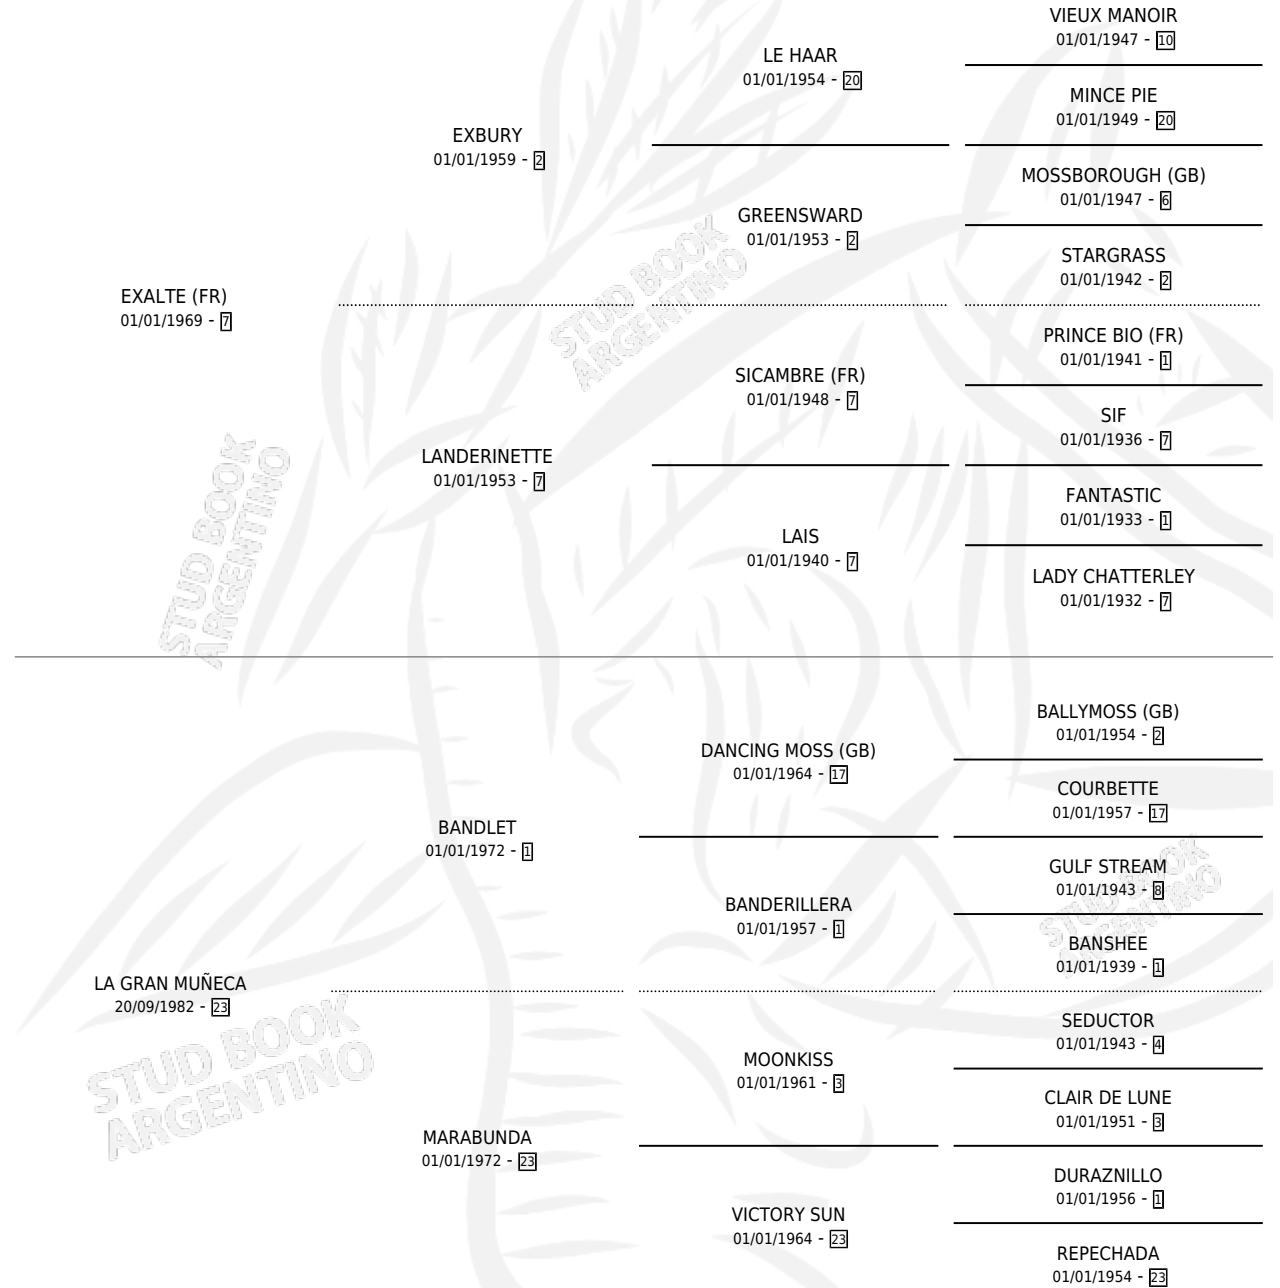 VIEUX MANOIR
01/01/1947 - 10
LE HAAR
01/01/1954 - 20
MINCE PIE
01/01/1949 - 20
EXBURY
01/01/1959 - 2
MOSSBOROUGH (GB)
01/01/1947 - 6
GREENSWARD
01/01/1953 - 2
STARGRASS
01/01/1942 - 2
EXALTE (FR)
01/01/1969 - 7
PRINCE BIO (FR)
01/01/1941 - 1
SICAMBRE (FR)
01/01/1948 - 7
SIF
01/01/1936 - 7
LANDERINETTE
01/01/1953 - 7
FANTASTIC
01/01/1933 - 1
LAIS
01/01/1940 - 7
LADY CHATTERLEY
01/01/1932 - 7
BALLYMOSS (GB)
01/01/1954 - 2
DANCING MOSS (GB)
01/01/1964 - 17
COURBETTE
01/01/1957 - 17
BANDLET
01/01/1972 - 1
GULF STREAM
01/01/1943 - 8
BANDERILLERA
01/01/1957 - 1
BANSHEE
01/01/1939 - 1
LA GRAN MUÑECA
20/09/1982 - 23
SEDUCTOR
01/01/1943 - 4
MOONKISS
01/01/1961 - 3
CLAIR DE LUNE
01/01/1951 - 3
MARABUNDA
01/01/1972 - 23
DURAZNILLO
01/01/1956 - 1
VICTORY SUN
01/01/1964 - 23
REPECHADA
01/01/1954 - 23
STUD BOOK
ARGENTINO
STUD BOOK
ARGENTINO
STUD BOOK
ARGENTINO
STUD BOOK
ARGENTINO